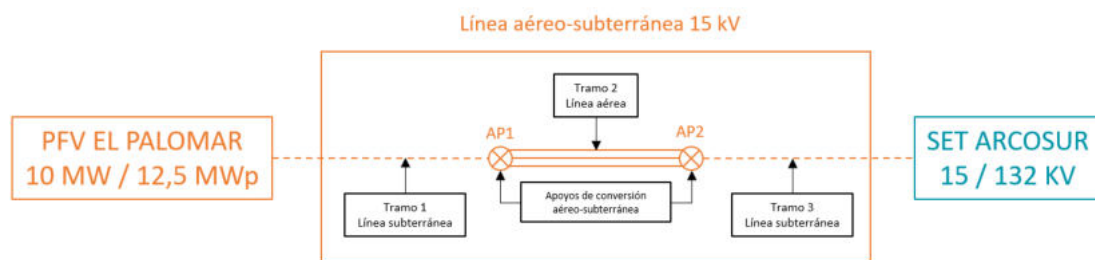 Línea aéreo-subterránea 15 kV
Tramo 2
Línea aérea
AP1
AP2
PFV EL PALOMAR
10 MW / 12,5 MWp
SET ARCOSUR
15 / 132 KV
Tramo 1
Línea subterránea
Apoyos de conversión
aéreo-subterránea
Tramo 3
Línea subterránea